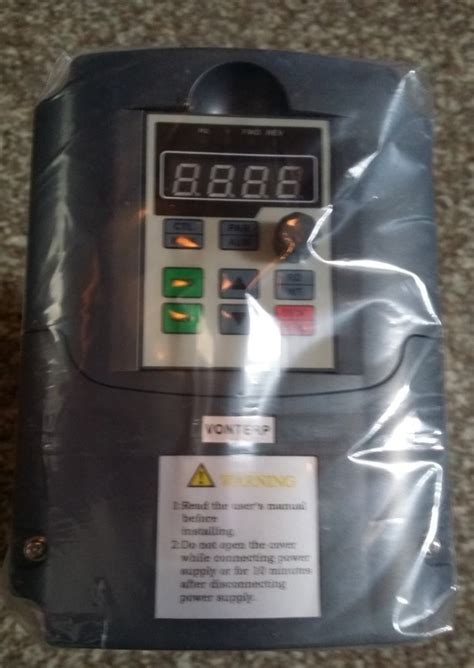 FWD REV
8.8.8.8.
CTL
VONTERP
WARNING
1:Read the user's manual
before
installing.
2:Do not open the cover
while connecting power
supply or for 10 minutes
after disconnecting
power supply.